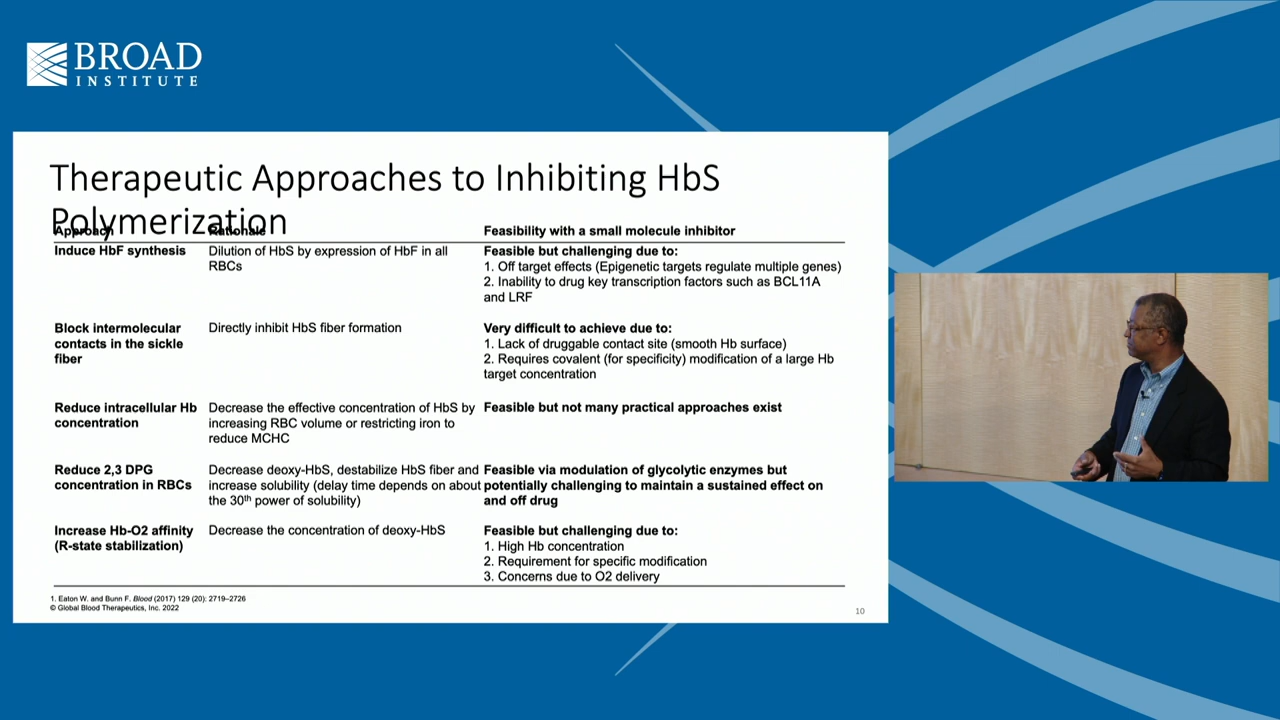 BROAD
INSTITUTE
Therapeutic Approaches to Inhibiting HbS
Polymerization
Approach Rationale Feasibility with a small molecule inhibitor
Induce HbF synthesis Dilution of HbS by expression of HbF in all Feasible but challenging due to:
RBCs 1. Off target effects (Epigenetic targets regulate multiple genes)
2. Inability to drug key transcription factors such as BCL11A
and LRF
Block intermolecular Directly inhibit HbS fiber formation Very difficult to achieve due to:
contacts in the sickle 1. Lack of druggable contact site (smooth Hb surface)
fiber 2. Requires covalent (for specificity) modification of a large Hb
target concentration
Reduce intracellular Hb Decrease the effective concentration of HbS by Feasible but not many practical approaches exist
concentration increasing RBC volume or restricting iron to
reduce MCHC
Reduce 2,3 DPG Decrease deoxy-HbS, destabilize HbS fiber and Feasible via modulation of glycolytic enzymes but
concentration in RBCs increase solubility (delay time depends on about potentially challenging to maintain a sustained effect on
the 30th power of solubility) and off drug
Increase Hb-O2 affinity Decrease the concentration of deoxy-HbS Feasible but challenging due to:
(R-state stabilization) 1. High Hb concentration
2. Requirement for specific modification
3. Concerns due to O2 delivery
1. Eaton W. and Bunn F. Blood (2017) 129 (20): 2719–2726
© Global Blood Therapeutics, Inc. 2022
10